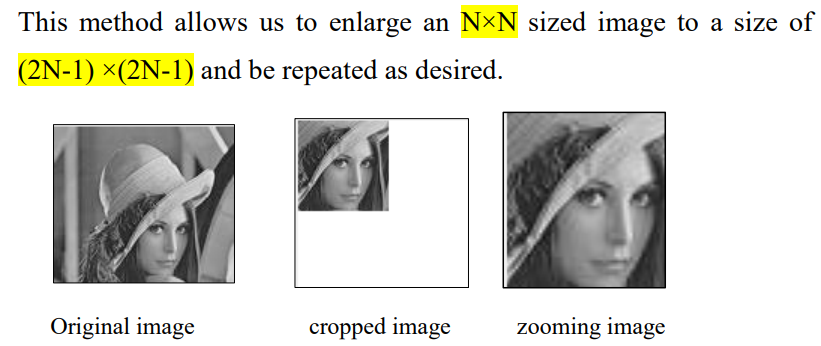 This method allows us to enlarge an N×N sized image to a size of
(2N-1) ×(2N-1) and be repeated as desired.
Original image
cropped image
zooming image